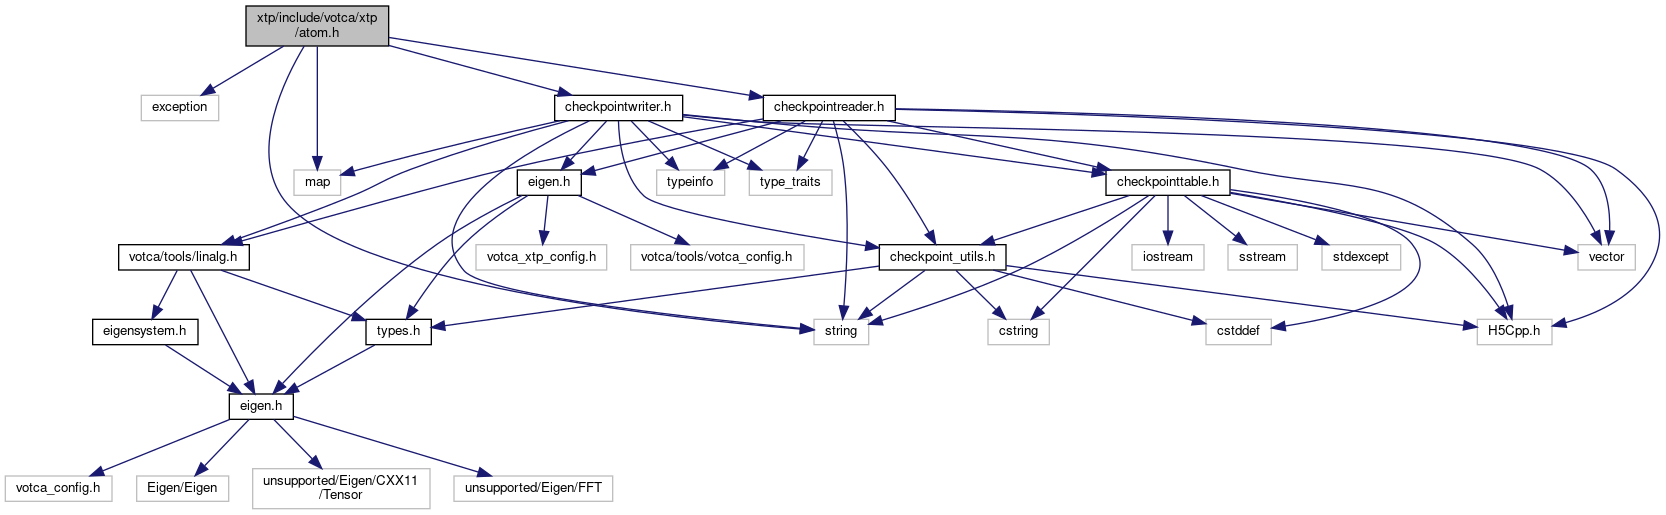 xtp/include/votca/xtp
/atom.h
exception
checkpointwriter.h
checkpointreader.h
map
eigen.h
typeinfo
type_traits
checkpointtable.h
votca/tools/linalg.h
votca_xtp_config.h
votca/tools/votca_config.h
checkpoint_utils.h
iostream
sstream
stdexcept
vector
eigensystem.h
types.h
string
cstring
cstddef
H5Cpp.h
eigen.h
votca_config.h
Eigen/Eigen
unsupported/Eigen/CXX11
/Tensor
unsupported/Eigen/FFT